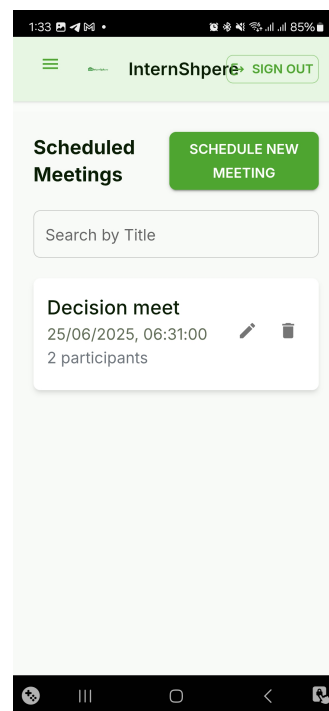 1:33
85%
InternShpere
SIGN OUT
Scheduled
Meetings
SCHEDULE NEW
MEETING
Search by Title
Decision meet
25/06/2025, 06:31:00
2 participants